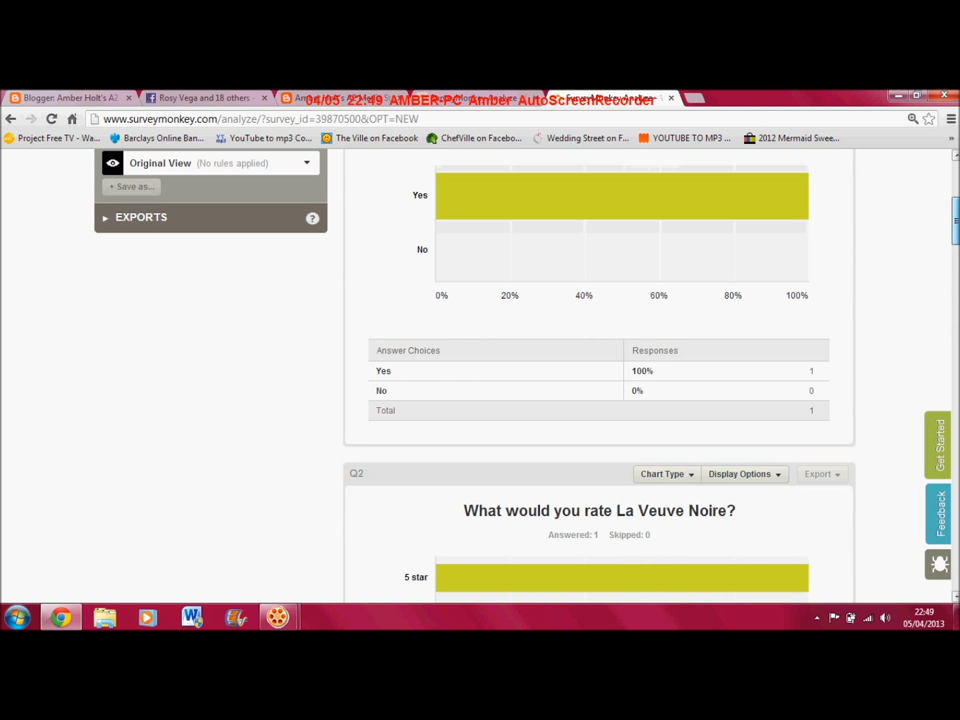 Blogger: Amber Holt's A2
Rosy Vega and 18 others -
04/05 22:49 AMBER-PC Amber AutoScreenRecorder
www.surveymonkey.com/analyze/?survey_id=39870500&OPT=NEW
Project Free TV - Wa... Barclays Online Ban... YouTube to mp3 Co... The Ville on Facebook ChefVille on Facebo... Wedding Street on F... YOUTUBE TO MP3 ... 2012 Mermaid Swee... »
Original View (No rules applied)
+ Save as...
EXPORTS ?
Yes
No
0% 20% 40% 60% 80% 100%
Answer Choices Responses
Yes 100% 1
No 0% 0
Total 1
Q2 Chart Type Display Options Export
What would you rate La Veuve Noire?
Answered: 1 Skipped: 0
5 star
Get Started
Feedback
22:49
05/04/2013